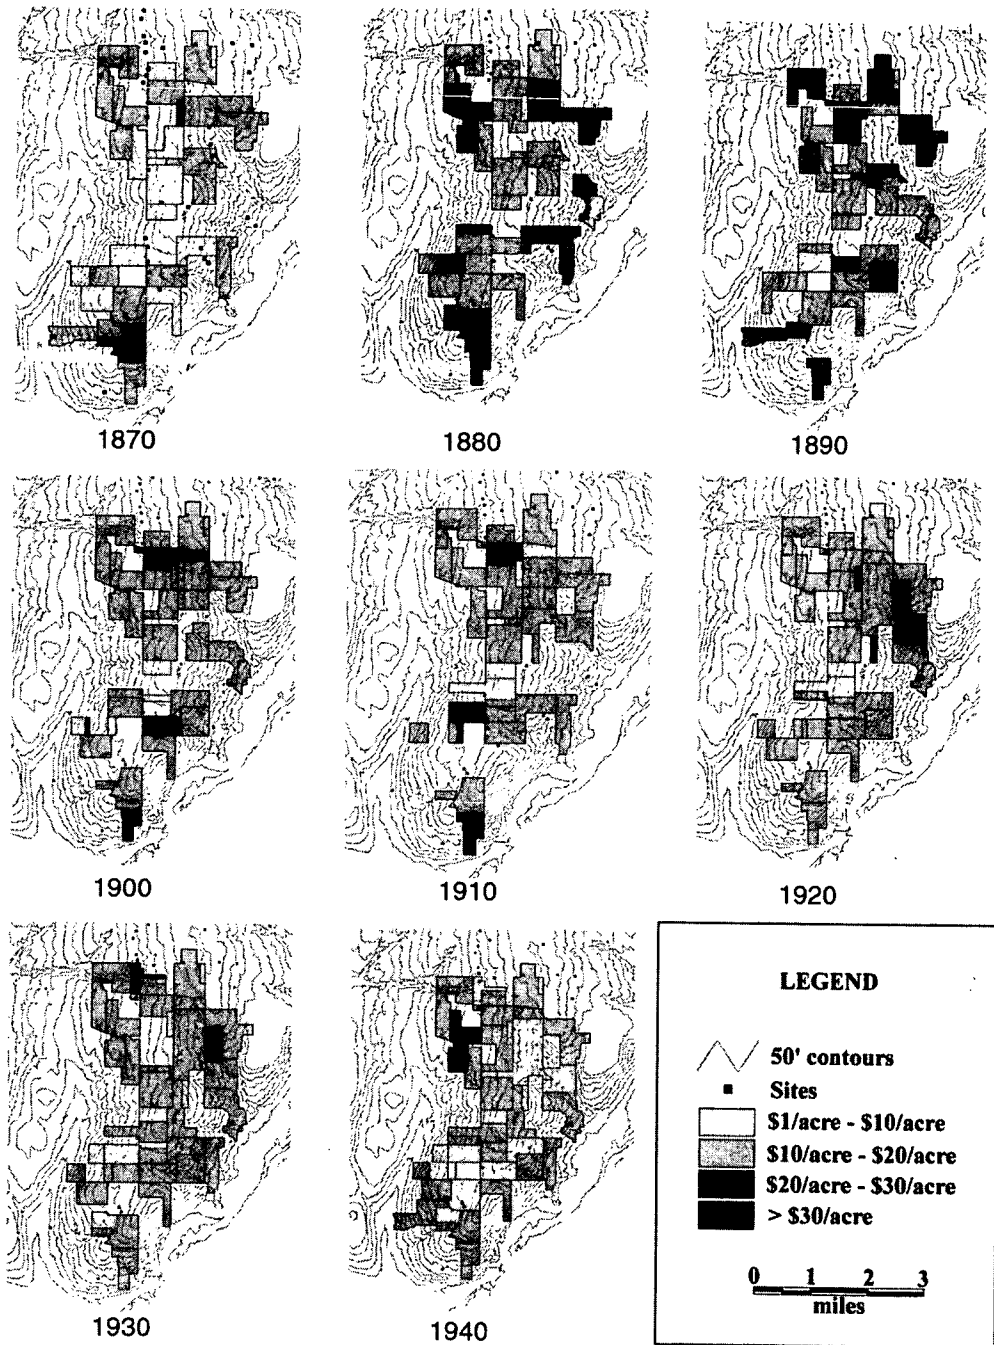 1870
1880
1890
1900
1910
1920
1930
1940
LEGEND
50' contours
Sites
$1/acre - $10/acre
$10/acre - $20/acre
$20/acre - $30/acre
> $30/acre
0 1 2 3
miles